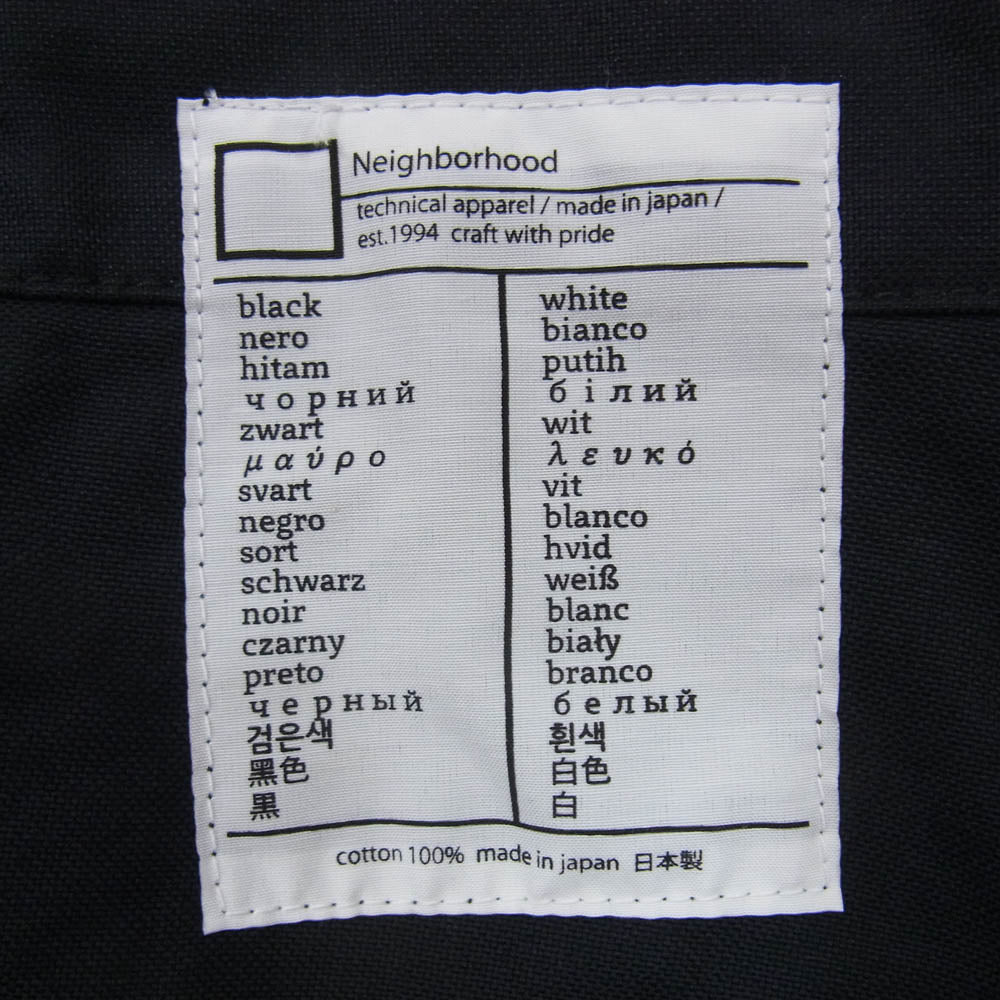 Neighborhood
technical apparel / made in japan /
est.1994 craft with pride
black
nero
hitam
чорний
zwart
μαύρο
svart
negro
sort
schwarz
noir
czarny
preto
черный
검은색
黑色
黒
white
bianco
putih
білий
wit
λευκό
vit
blanco
hvid
weiß
blanc
biały
branco
белый
흰색
白色
白
cotton 100% made in japan 日本製